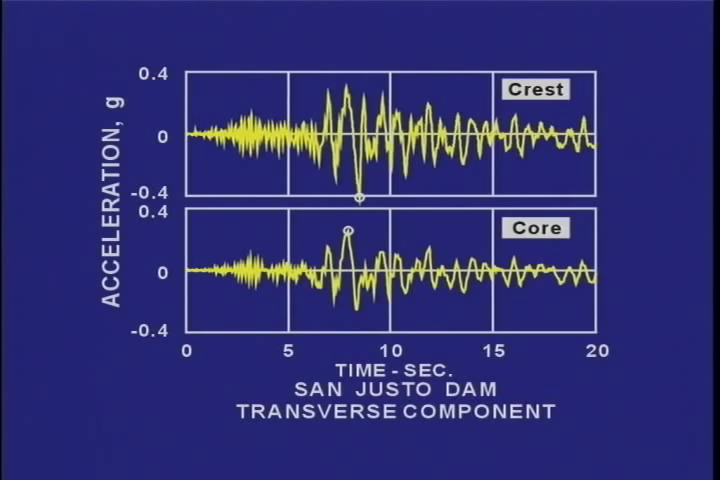 0.4
Crest
0
-0.4
0.4
Core
0
-0.4
ACCELERATION, g
0 5 10 15 20
TIME - SEC.
SAN JUSTO DAM
TRANSVERSE COMPONENT